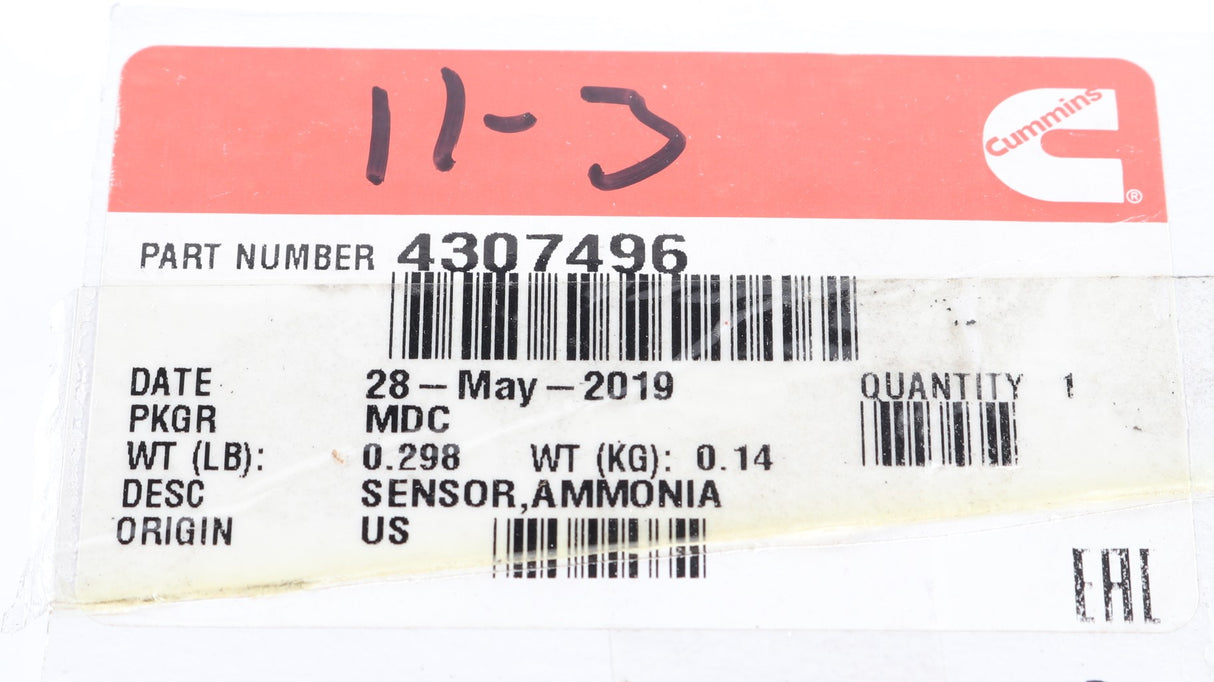 11-3
Cummins
®
PART NUMBER 4307496
DATE 28-May-2019 QUANTITY 1
PKGR MDC
WT (LB): 0.298 WT (KG): 0.14
DESC SENSOR,AMMONIA
ORIGIN US
EAC